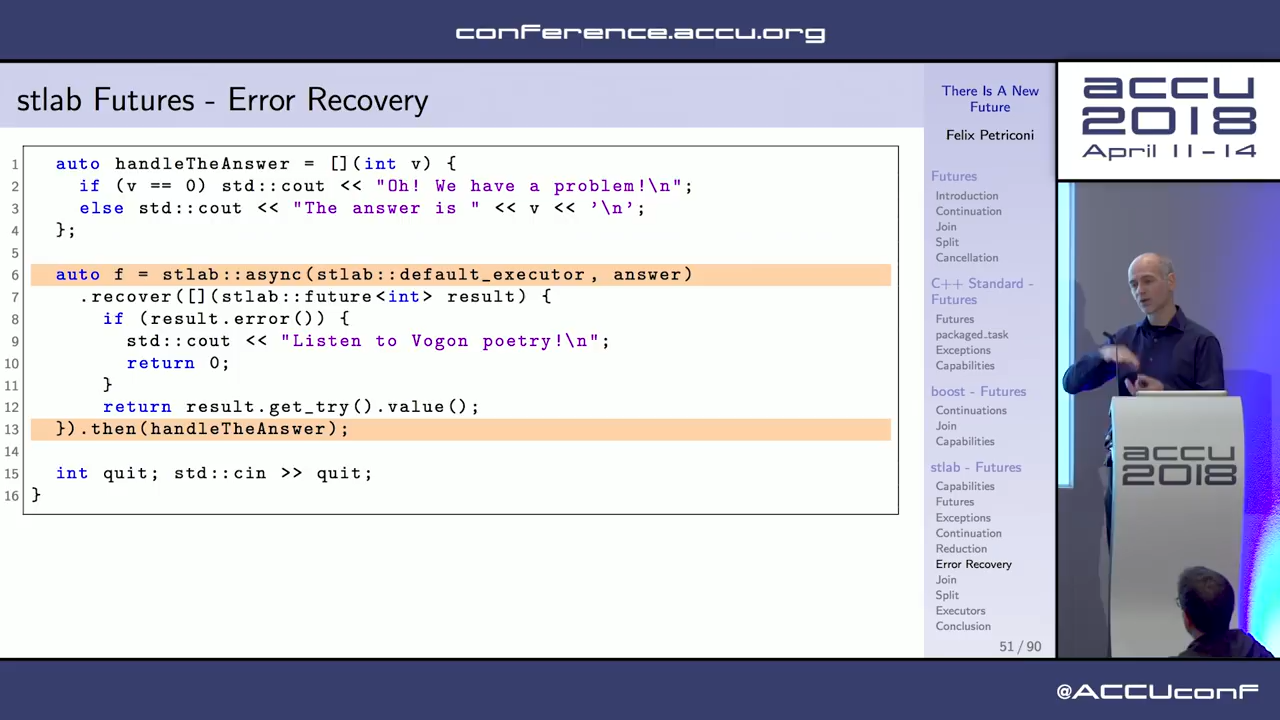 conference.accu.org
stlab Futures - Error Recovery
1 auto handleTheAnswer = [](int v) {
2 if (v == 0) std::cout << "Oh! We have a problem!\n";
3 else std::cout << "The answer is " << v << '\n';
4 };
5
6 auto f = stlab::async(stlab::default_executor, answer)
7 .recover([](stlab::future<int> result) {
8 if (result.error()) {
9 std::cout << "Listen to Vogon poetry!\n";
10 return 0;
11 }
12 return result.get_try().value();
13 }).then(handleTheAnswer);
14
15 int quit; std::cin >> quit;
16 }
There Is A New
Future
Felix Petriconi
Futures
Introduction
Continuation
Join
Split
Cancellation
C++ Standard -
Futures
Futures
packaged_task
Exceptions
Capabilities
boost - Futures
Continuations
Join
Capabilities
stlab - Futures
Capabilities
Futures
Exceptions
Continuation
Reduction
Error Recovery
Join
Split
Executors
Conclusion
51 / 90
accu
2018
April 11-14
accu
2018
@ACCUconf